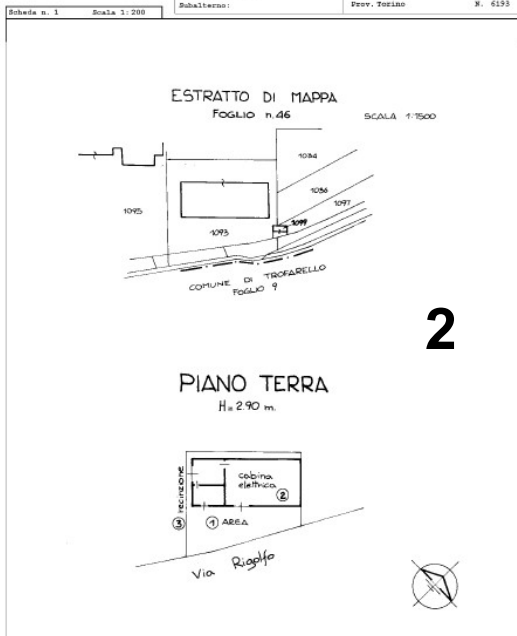 Scheda n. 1
Scala 1:200
Subalterno:
Prov. Torino
N. 6193
ESTRATTO DI MAPPA
FOGLIO n.46
SCALA 1:1500
1034
1036
1097
1095
1093
1099
COMUNE DI TROFARELLO
FOGLIO 9
2
PIANO TERRA
H= 2.90 m.
recinzione
cabina
elettrica
2
3
1 AREA
Via Rigolfo